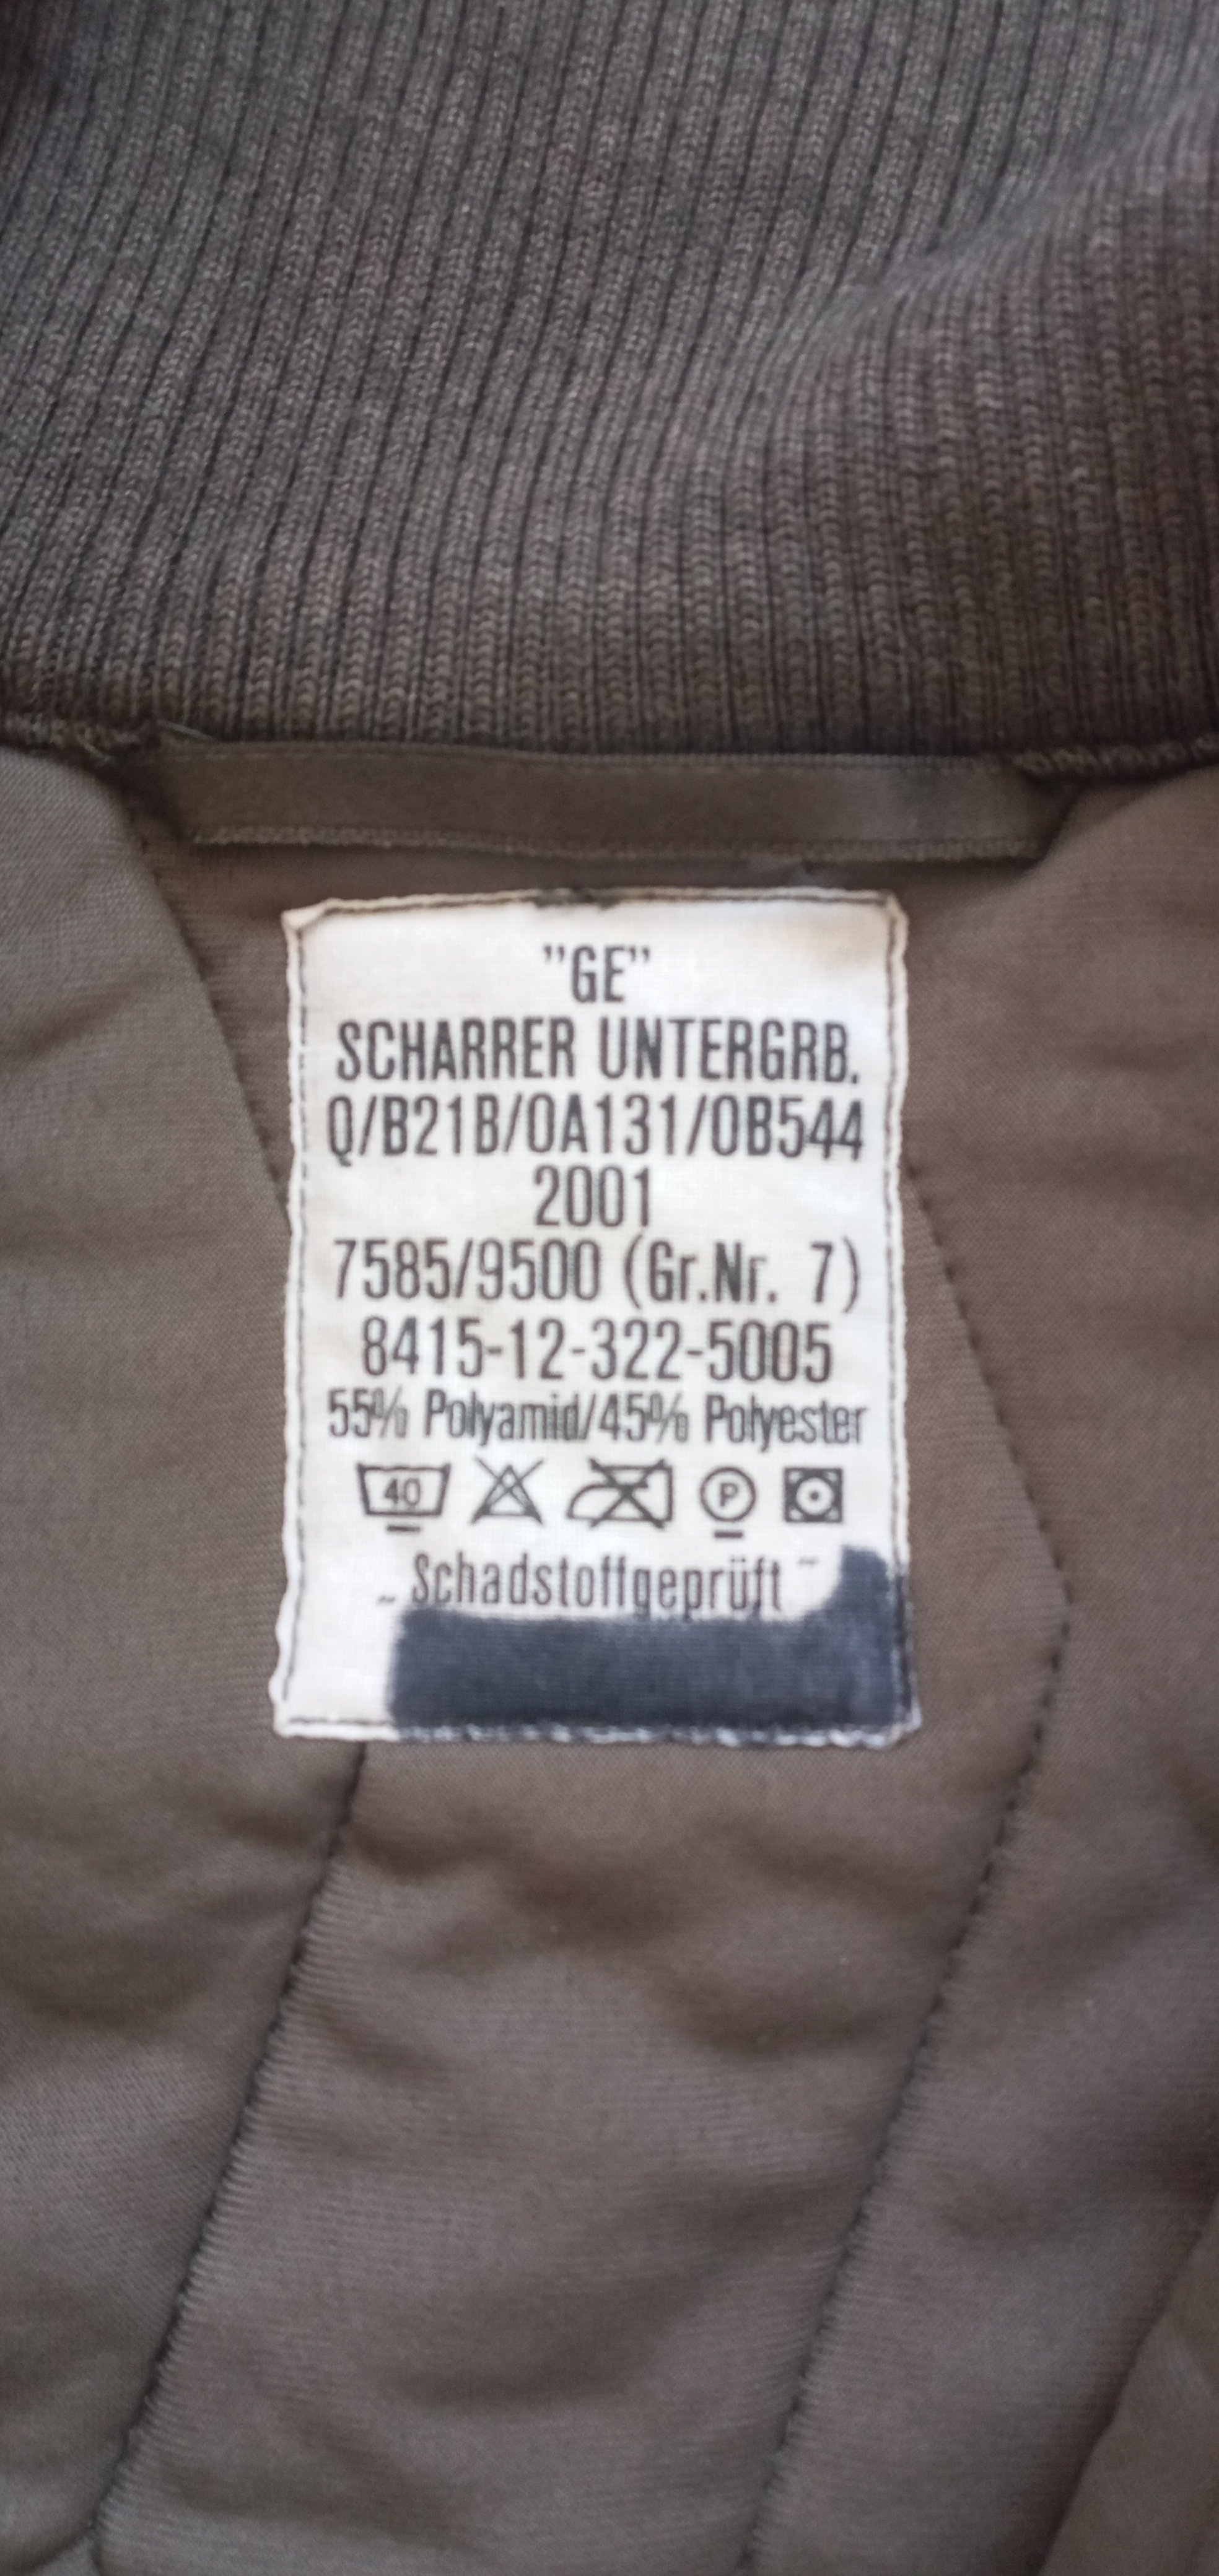 "GE"
SCHARRER UNTERGRB.
Q/B21B/0A131/0B544
2001
7585/9500 (Gr.Nr. 7)
8415-12-322-5005
55% Polyamid/45% Polyester
40 P
„ Schadstoffgeprüft "